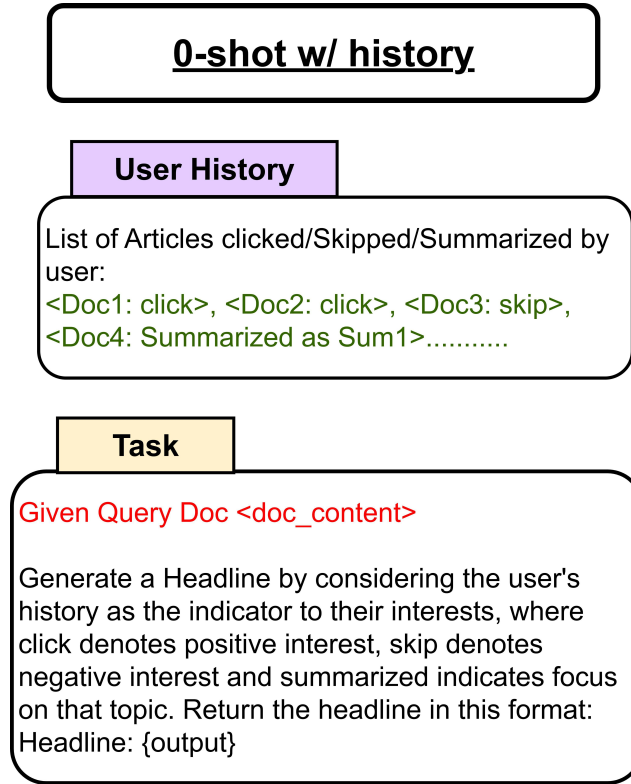 0-shot w/ history
User History
List of Articles clicked/Skipped/Summarized by
user:
<Doc1: click>, <Doc2: click>, <Doc3: skip>,
<Doc4: Summarized as Sum1>...........
Task
Given Query Doc <doc_content>
Generate a Headline by considering the user's
history as the indicator to their interests, where
click denotes positive interest, skip denotes
negative interest and summarized indicates focus
on that topic. Return the headline in this format:
Headline: {output}